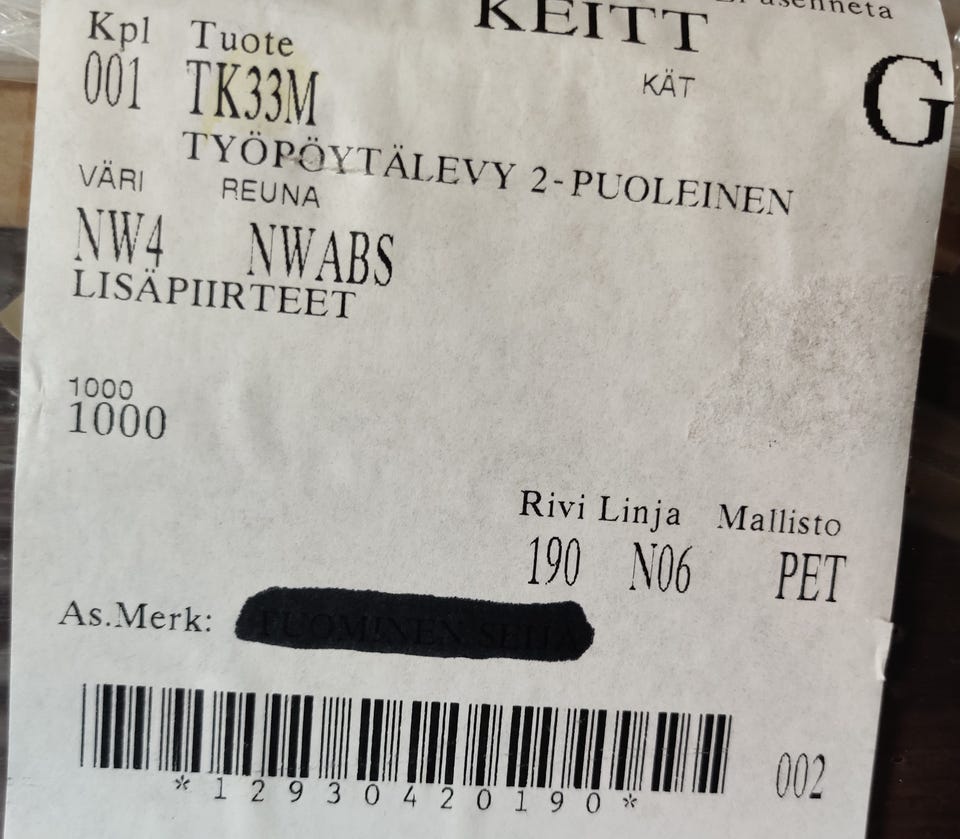 asenneta
KEITT
Kpl Tuote
001 TK33M
KÄT
G
TYÖPÖYTÄLEVY 2-PUOLEINEN
VÄRI REUNA
NW4 NWABS
LISÄPIIRTEET
1000
1000
Rivi Linja Mallisto
190 N06 PET
As.Merk:
*12930420190*
002